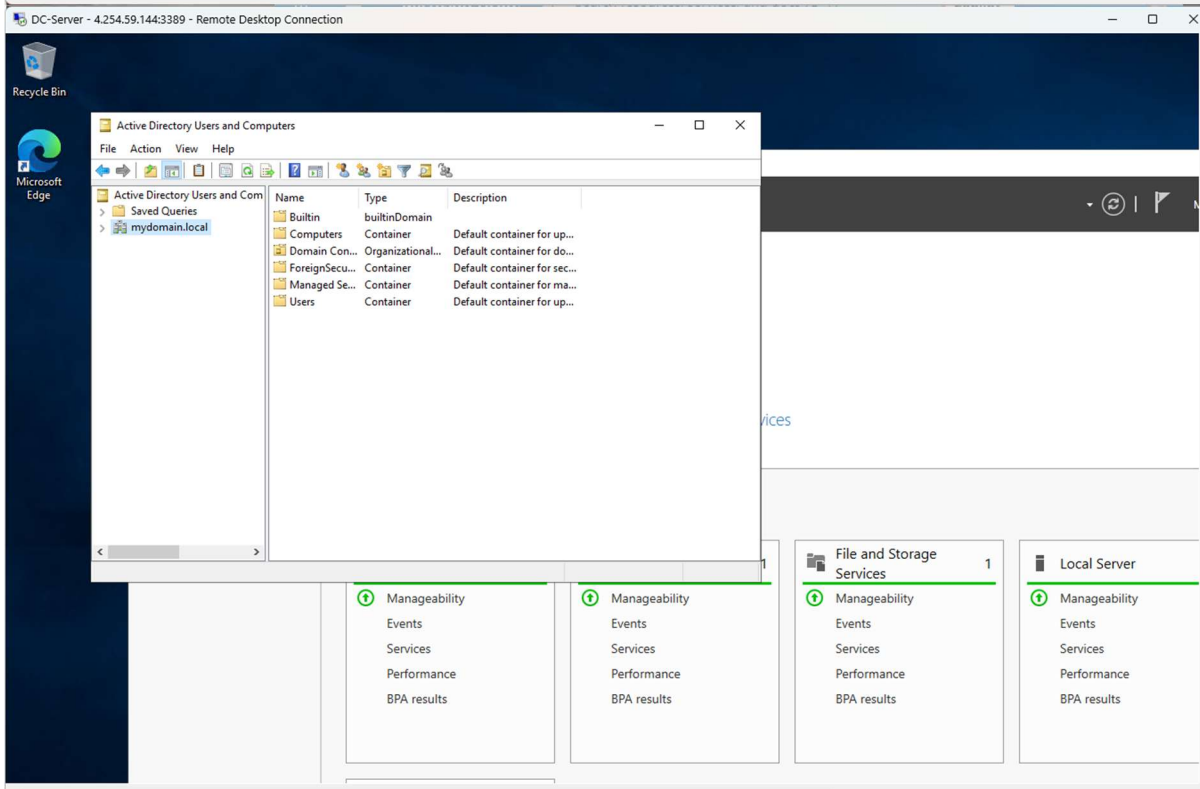 DC-Server - 4.254.59.144:3389 - Remote Desktop Connection
Recycle Bin
Microsoft
Edge
Active Directory Users and Computers
File Action View Help
Active Directory Users and Com
Saved Queries
mydomain.local
Name Type Description
Builtin builtinDomain
Computers Container Default container for up...
Domain Con... Organizational... Default container for do...
ForeignSecu... Container Default container for sec...
Managed Se... Container Default container for ma...
Users Container Default container for up...
M
vices
1
File and Storage
Services 1
Local Server
Manageability
Events
Services
Performance
BPA results
Manageability
Events
Services
Performance
BPA results
Manageability
Events
Services
Performance
BPA results
Manageability
Events
Services
Performance
BPA results